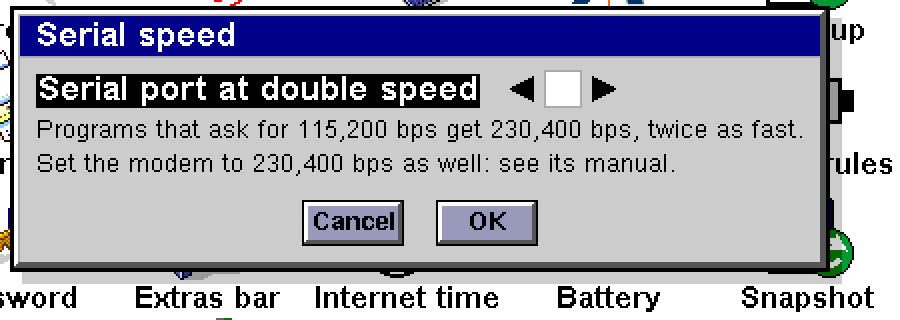 Serial speed
up
Serial port at double speed
Programs that ask for 115,200 bps get 230,400 bps, twice as fast.
Set the modem to 230,400 bps as well: see its manual.
rules
Cancel OK
sword Extras bar Internet time Battery Snapshot